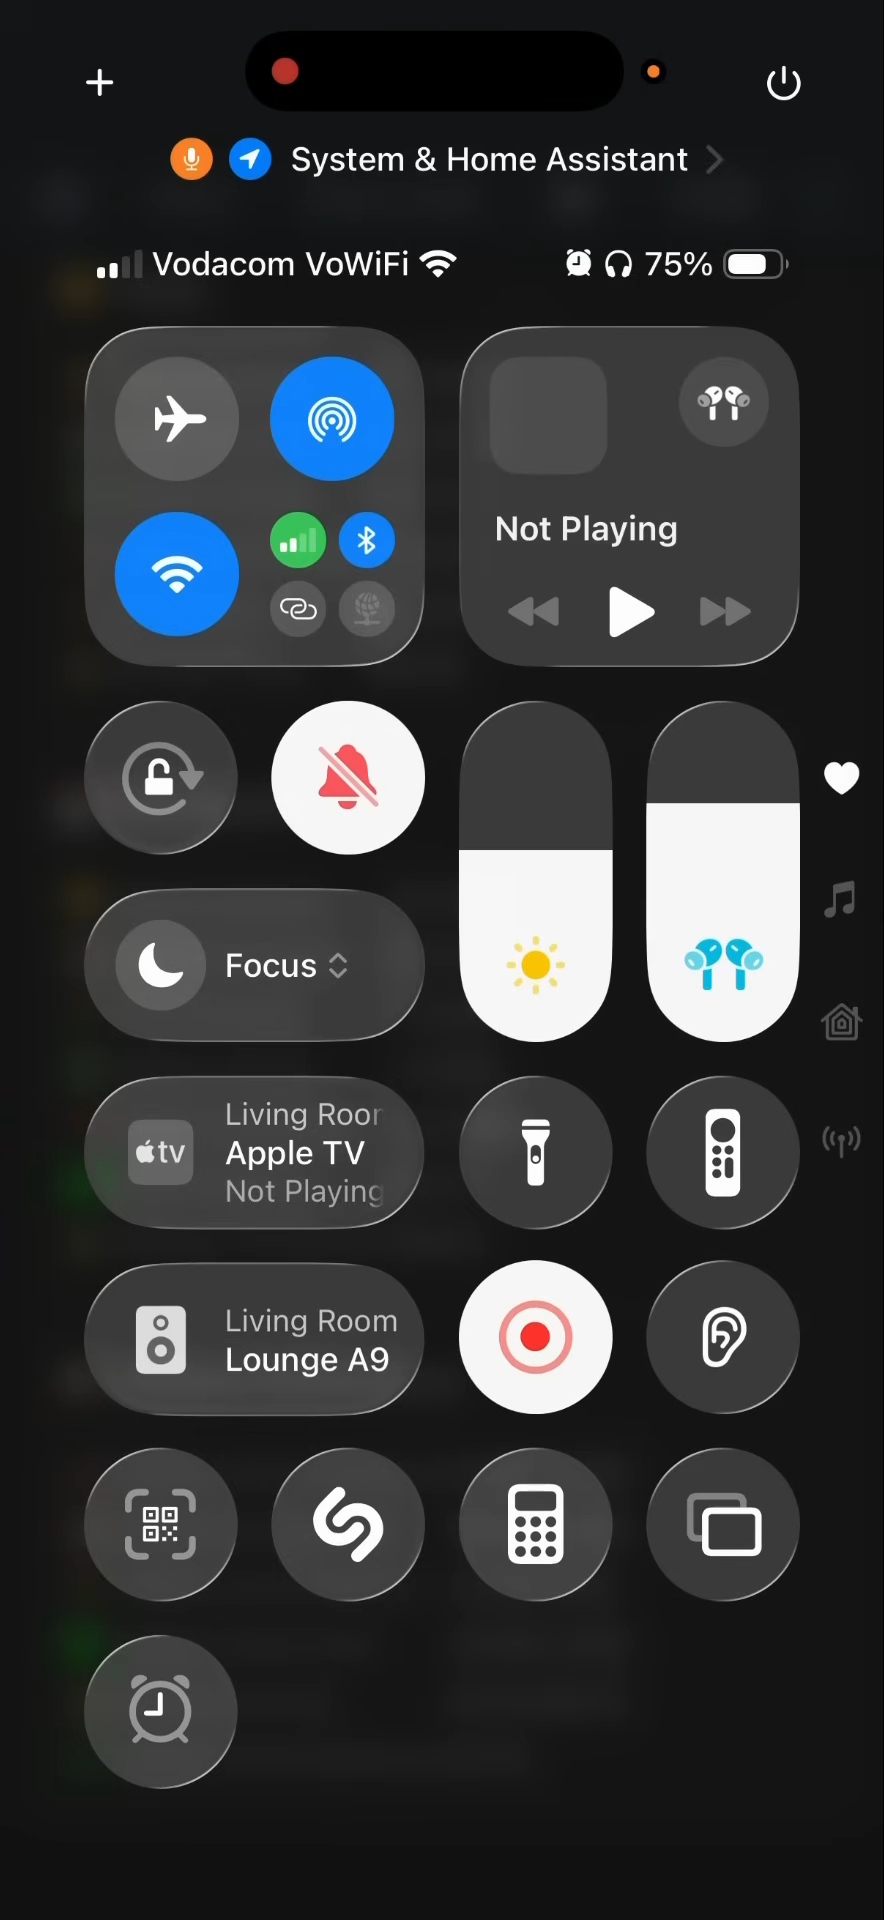 System & Home Assistant
Vodacom VoWiFi
75%
Not Playing
Focus
Living Roor
tv
Apple TV
Not Playing
Living Room
Lounge A9